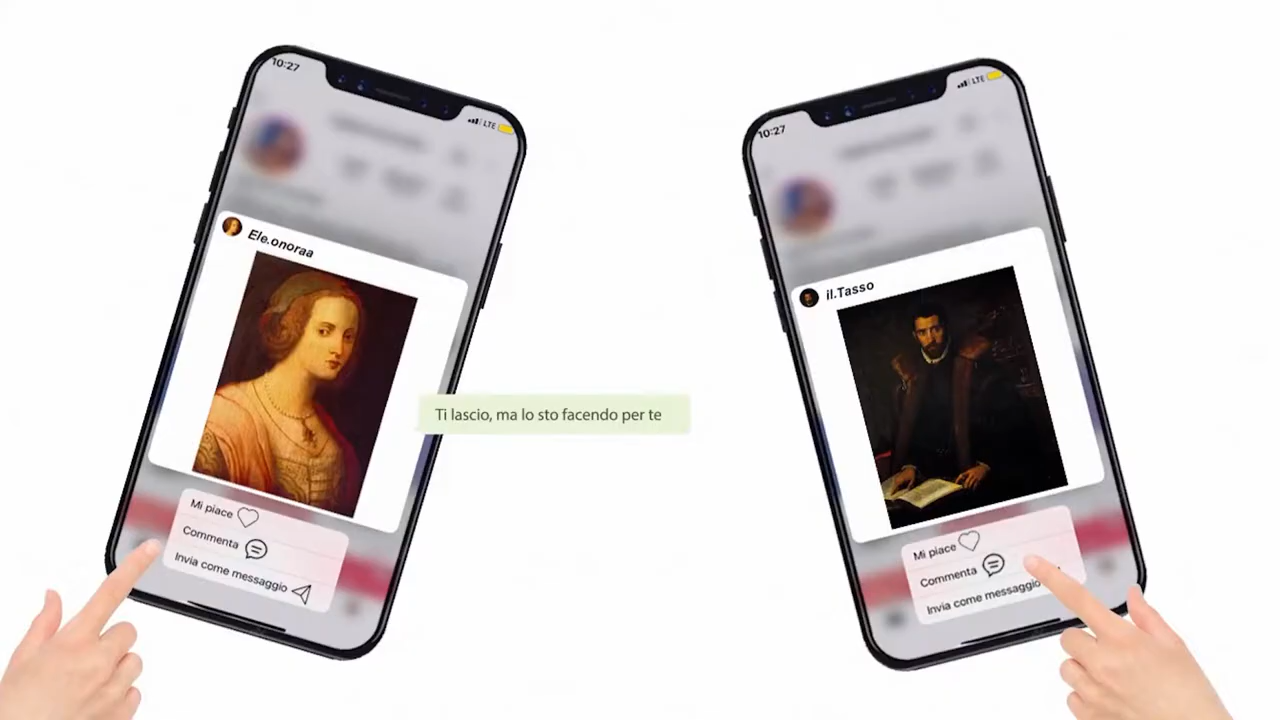 10:27
LTE
Ele.onoraa
Mi piace
Commenta
Invia come messaggio
Ti lascio, ma lo sto facendo per te
10:27
LTE
il.Tasso
Mi piace
Commenta
Invia come messaggio